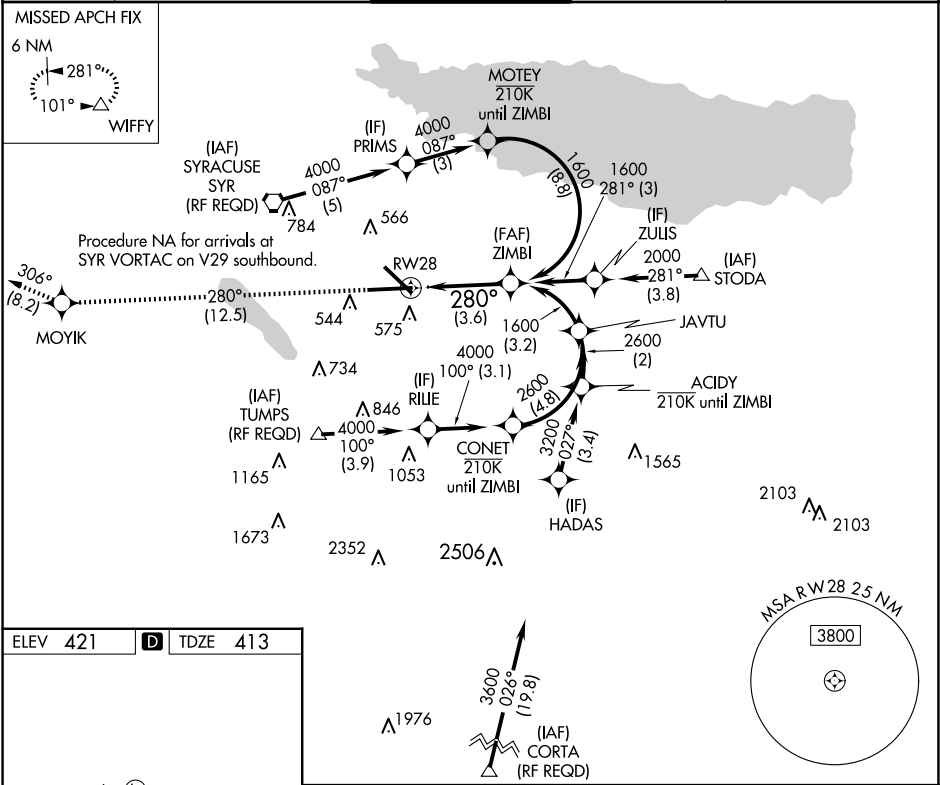 MISSED APCH FIX
6 NM
281°
101°
WIFFY
MOTEY
210K
until ZIMBI
(IF)
PRIMS
4000
087°
(3)
(IAF)
SYRACUSE
SYR
(RF REQD)
4000
087°
(5)
784
566
1600
(8.8)
1600
281° (3)
(IF)
ZULIS
2000
281°
(3.8)
(IAF)
STODA
Procedure NA for arrivals at
SYR VORTAC on V29 southbound.
(FAF)
ZIMBI
RW28
306°
(8.2)
MOYIK
280°
(12.5)
544
575
280°
(3.6)
1600
(3.2)
JAVTU
2600
(2)
734
4000
100° (3.1)
(IF)
RILIE
ACIDY
210K until ZIMBI
(IAF)
TUMPS
(RF REQD)
846
4000
100°
(3.9)
2600
(4.8)
CONET
210K
until ZIMBI
3200
027°
(3.4)
1053
1165
1565
(IF)
HADAS
1673
2352
2506
2103
2103
MSA RW28 25 NM
3800
ELEV 421
D
TDZE 413
3600
026°
(19.8)
1976
(IAF)
CORTA
(RF REQD)